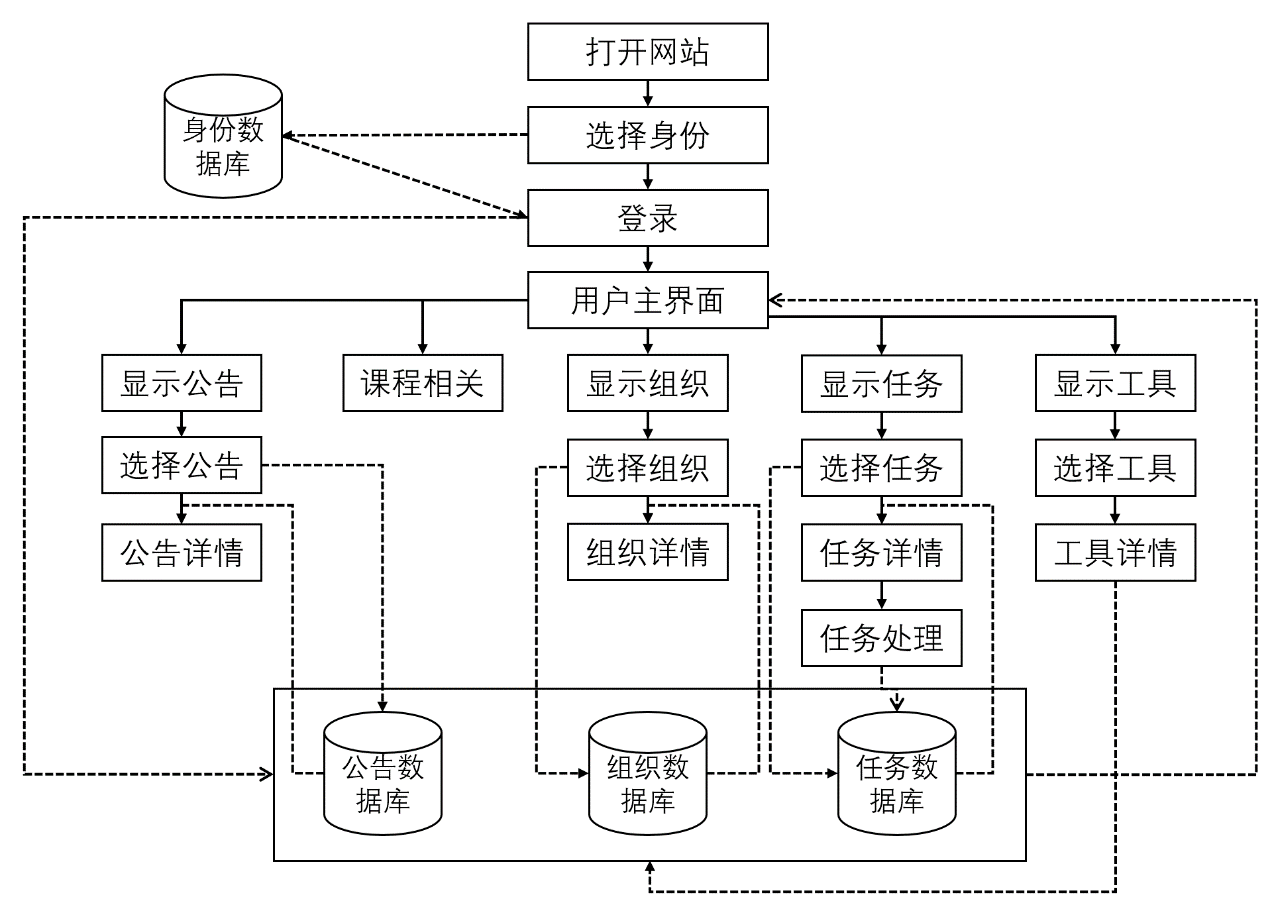 打开网站
身份数
据库
选择身份
登录
用户主界面
显示公告
课程相关
显示组织
显示任务
显示工具
选择公告
选择组织
选择任务
选择工具
公告详情
组织详情
任务详情
工具详情
任务处理
公告数
据库
组织数
据库
任务数
据库